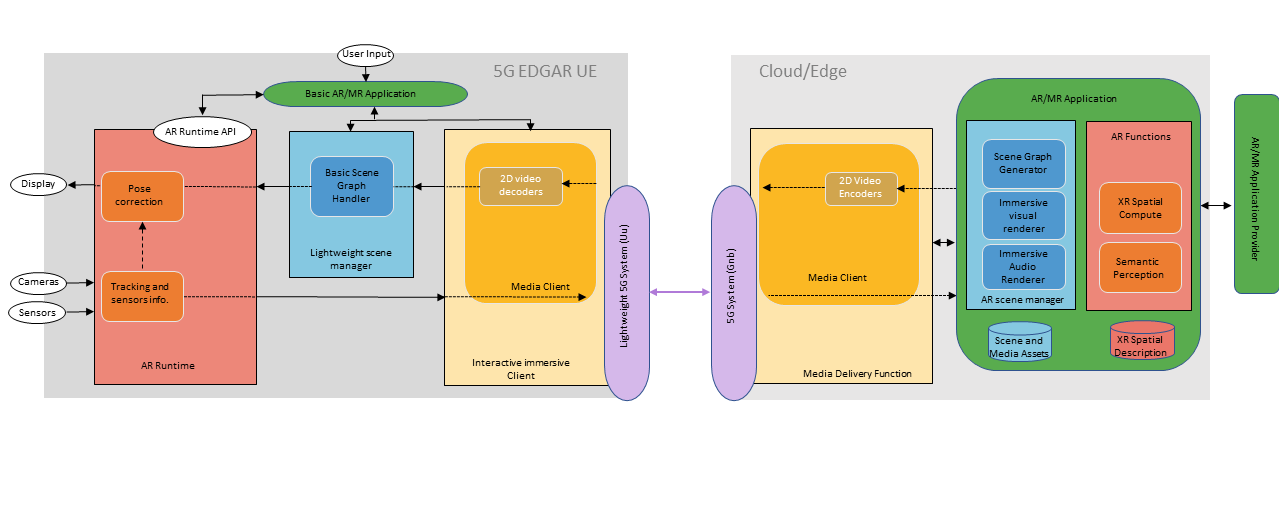 User Input
5G EDGAR UE
Basic AR/MR Application
AR Runtime API
Display
Pose
correction
Basic Scene
Graph
Handler
2D video
decoders
Lightweight scene
manager
Cameras
Tracking and
sensors info.
Media Client
Sensors
AR Runtime
Interactive immersive
Client
Lightweight 5G System (Uu)
Cloud/Edge
5G System (Gnb)
2D Video
Encoders
Media Client
Media Delivery Function
AR/MR Application
Scene Graph
Generator
Immersive
visual
renderer
Immersive
Audio
Renderer
AR scene manager
AR Functions
XR Spatial
Compute
Semantic
Perception
Scene and
Media Assets
XR Spatial
Description
AR/MR Application Provider